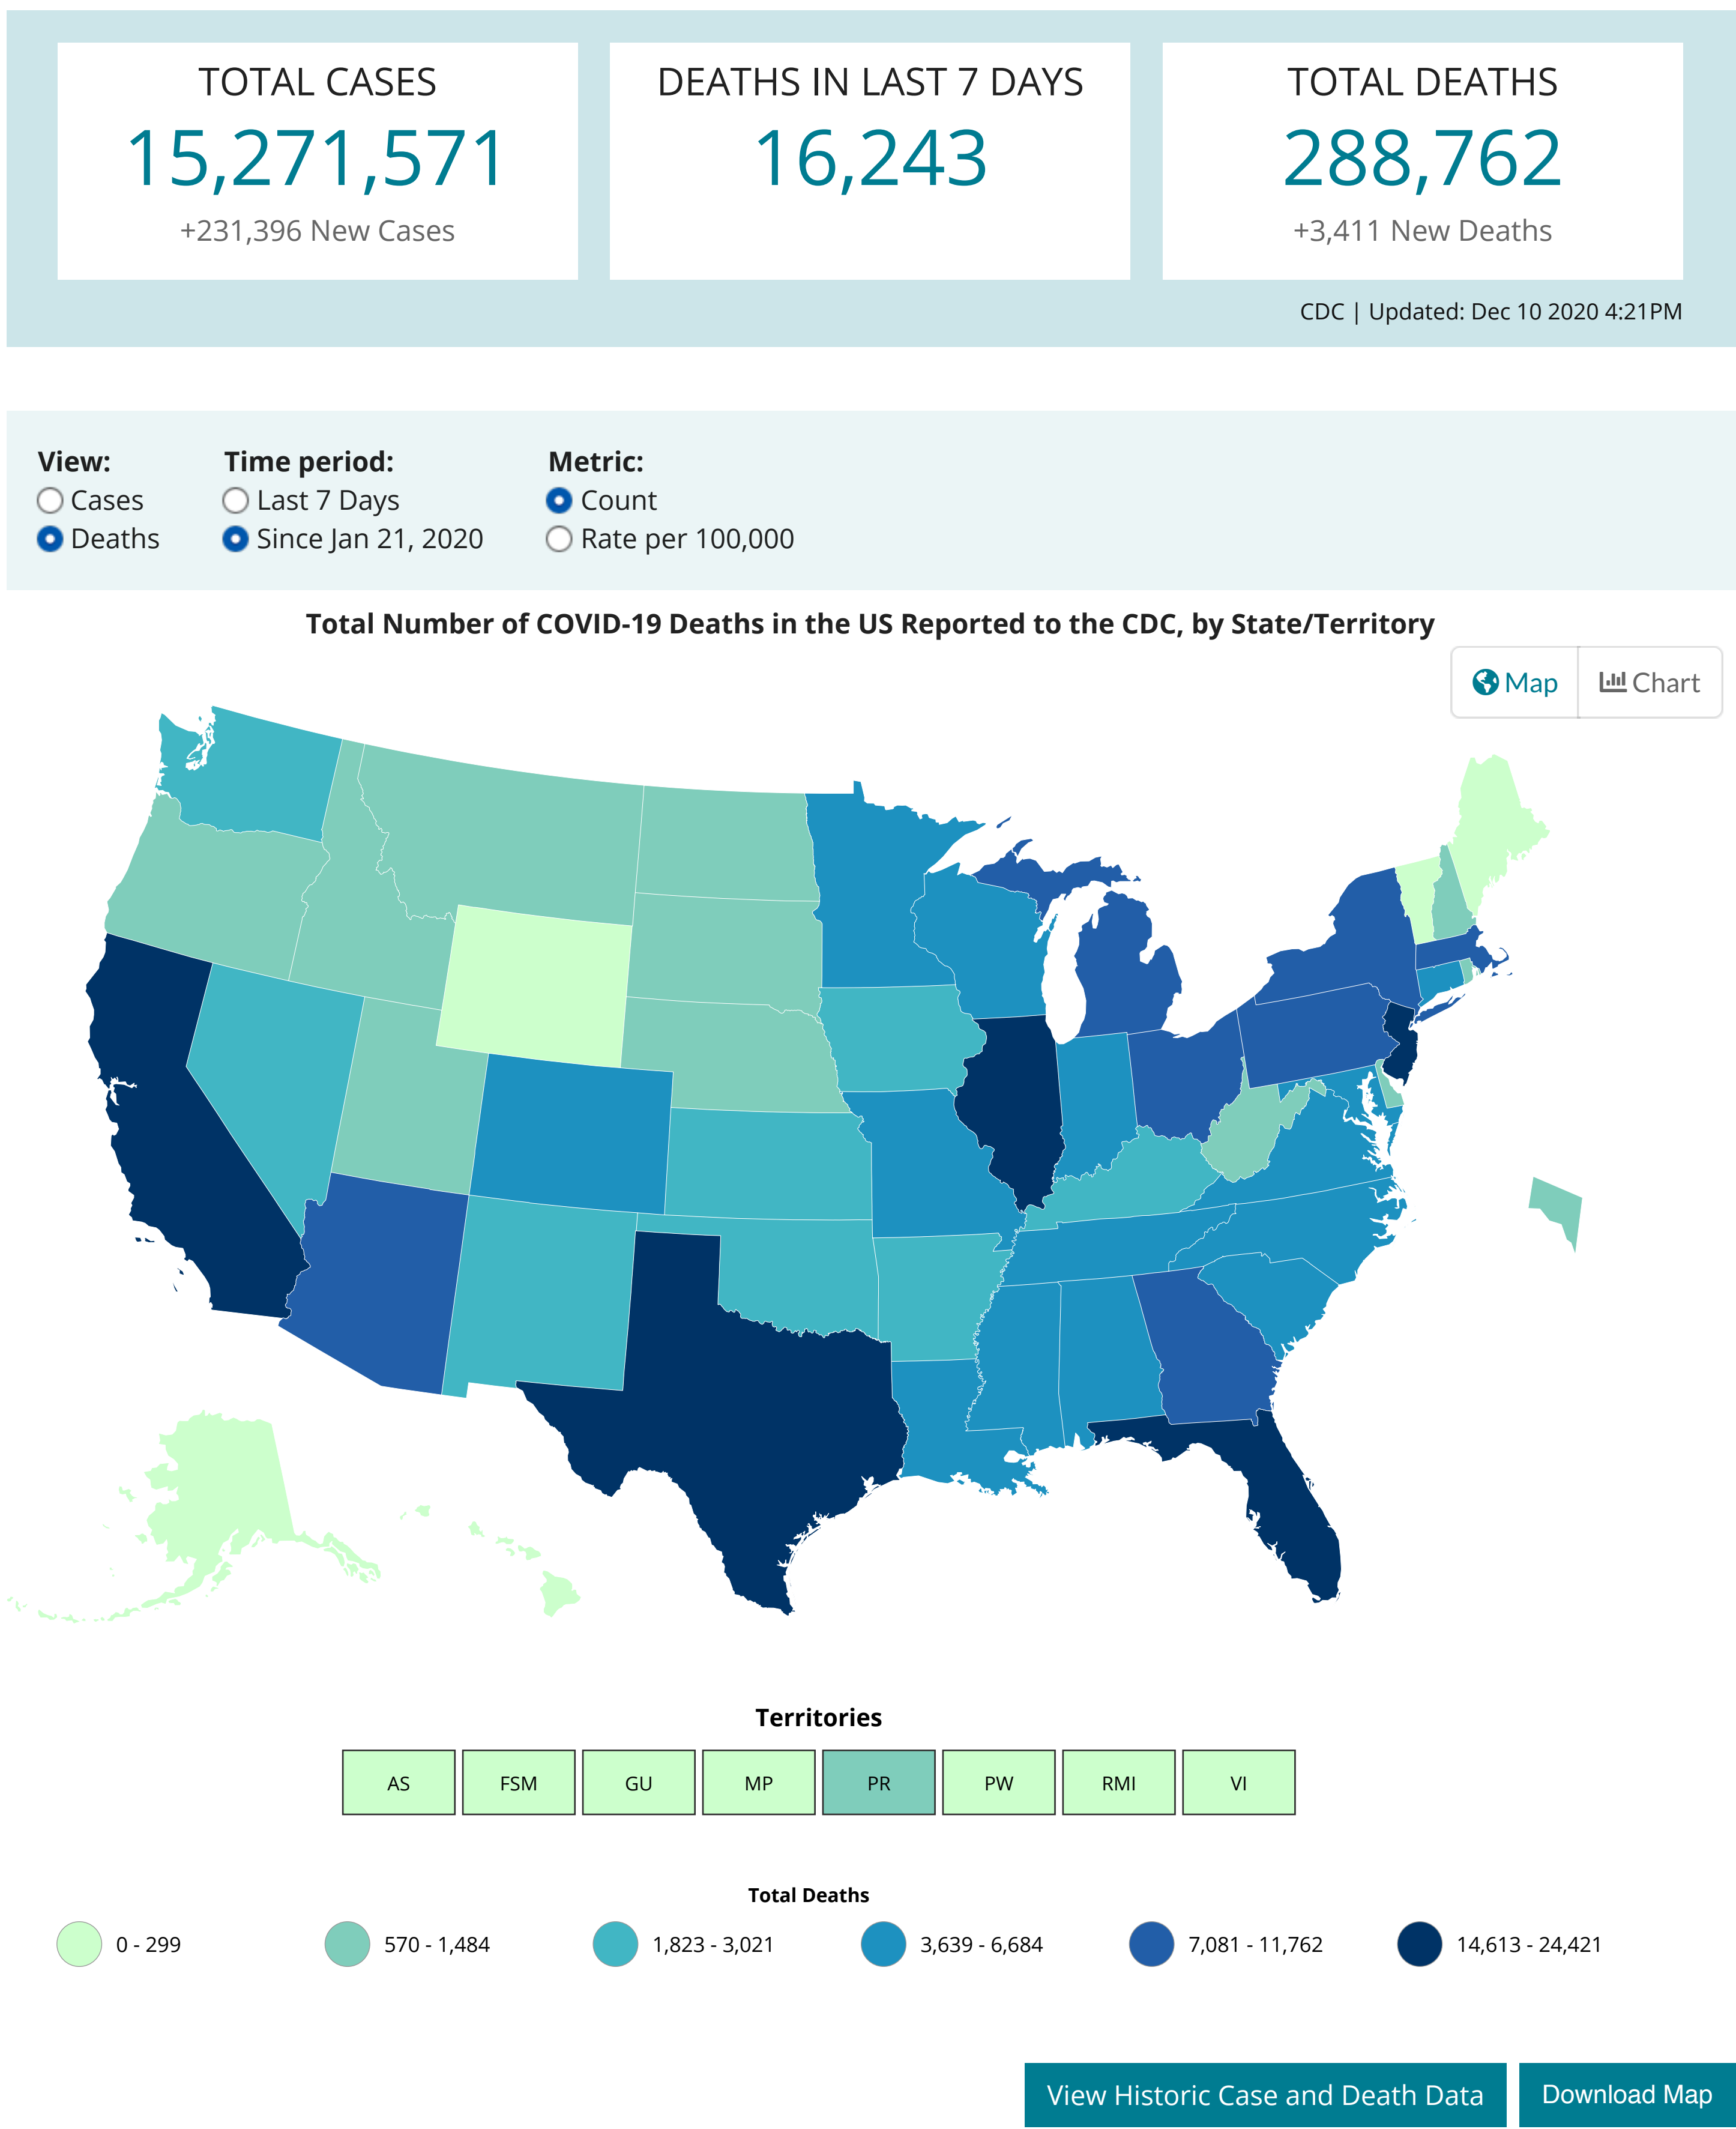 TOTAL CASES
15,271,571
+231,396 New Cases
DEATHS IN LAST 7 DAYS
16,243
TOTAL DEATHS
288,762
+3,411 New Deaths
CDC | Updated: Dec 10 2020 4:21PM
View:
Cases
Deaths
Time period:
Last 7 Days
Since Jan 21, 2020
Metric:
Count
Rate per 100,000
Total Number of COVID-19 Deaths in the US Reported to the CDC, by State/Territory
Map
Chart
Territories
AS FSM GU MP PR PW RMI VI
Total Deaths
0 - 299 570 - 1,484 1,823 - 3,021 3,639 - 6,684 7,081 - 11,762 14,613 - 24,421
View Historic Case and Death Data
Download Map